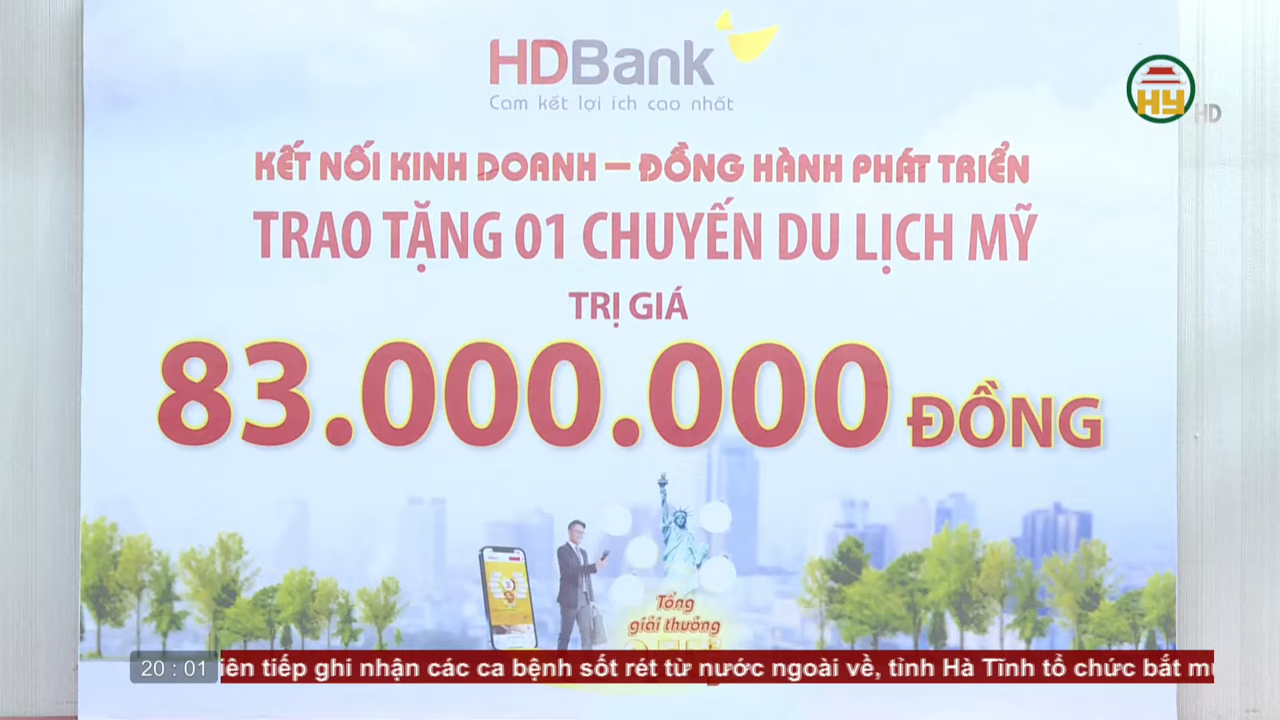 HDBank
Cam kết lợi ích cao nhất
HY HD
KẾT NỐI KINH DOANH – ĐỒNG HÀNH PHÁT TRIỂN
TRAO TẶNG 01 CHUYẾN DU LỊCH MỸ
TRỊ GIÁ
83.000.000 ĐỒNG
Tổng
giải thưởng
20 : 01 iên tiếp ghi nhận các ca bệnh sốt rét từ nước ngoài về, tỉnh Hà Tĩnh tổ chức bắt mu